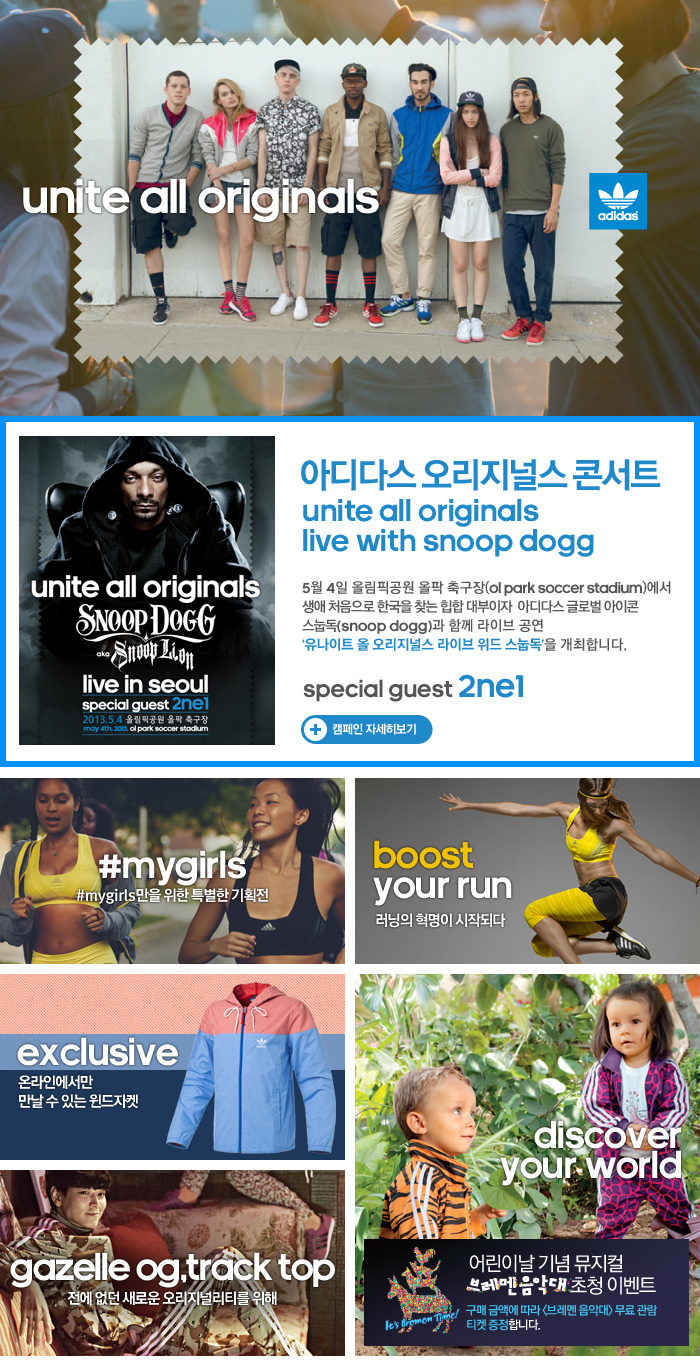 unite all originals
adidas
unite all originals
SNOOP DOGG
aka Snoop Lion
live in seoul
special guest 2ne1
2013.5.4 올림픽공원 올팍 축구장
may 4th, 2013, ol park soccer stadium
아디다스 오리지널스 콘서트
unite all originals
live with snoop dogg
5월 4일 올림픽공원 올팍 축구장(ol park soccer stadium)에서
생애 처음으로 한국을 찾는 힙합 대부이자 아디다스 글로벌 아이콘
스눕독(snoop dogg)과 함께 라이브 공연
'유나이트 올 오리지널스 라이브 위드 스눕독'을 개최합니다.
special guest 2ne1
캠페인 자세히보기
#mygirls
#mygirls만을 위한 특별한 기획전
boost
your run
러닝의 혁명이 시작되다
exclusive
온라인에서만
만날 수 있는 윈드자켓
discover
your world
gazelle og,track top
전에 없던 새로운 오리지널리티를 위해
It's Bremen Time!
어린이날 기념 뮤지컬
브레멘 음악대 초청 이벤트
구매 금액에 따라 <브레멘 음악대> 무료 관람
티켓 증정합니다.